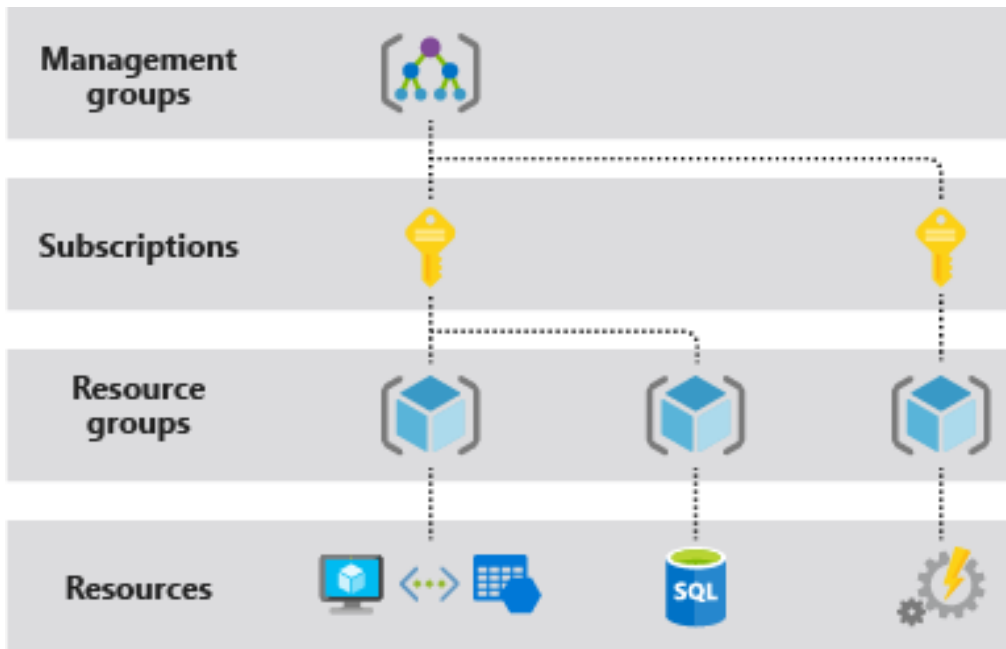 Management
groups
Subscriptions
Resource
groups
Resources
SQL